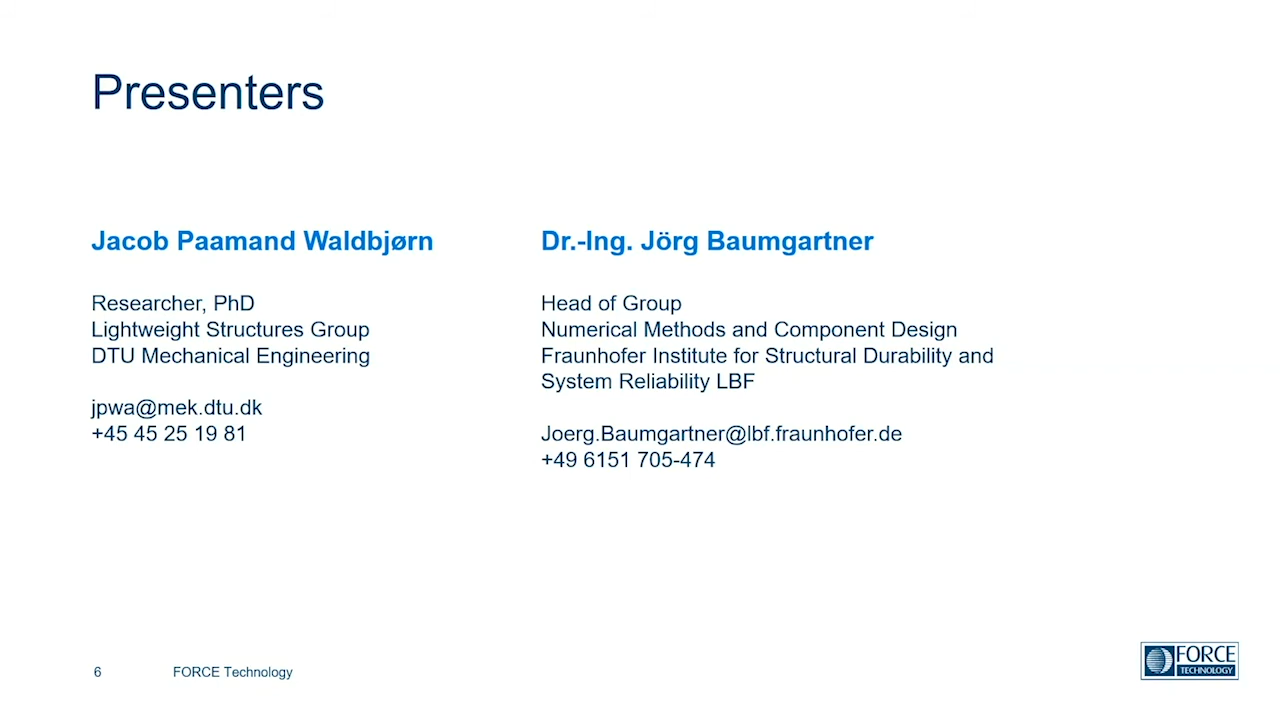 Presenters
Jacob Paamand Waldbjørn
Researcher, PhD
Lightweight Structures Group
DTU Mechanical Engineering
jpwa@mek.dtu.dk
+45 45 25 19 81
Dr.-Ing. Jörg Baumgartner
Head of Group
Numerical Methods and Component Design
Fraunhofer Institute for Structural Durability and
System Reliability LBF
Joerg.Baumgartner@lbf.fraunhofer.de
+49 6151 705-474
6
FORCE Technology
FORCE
TECHNOLOGY